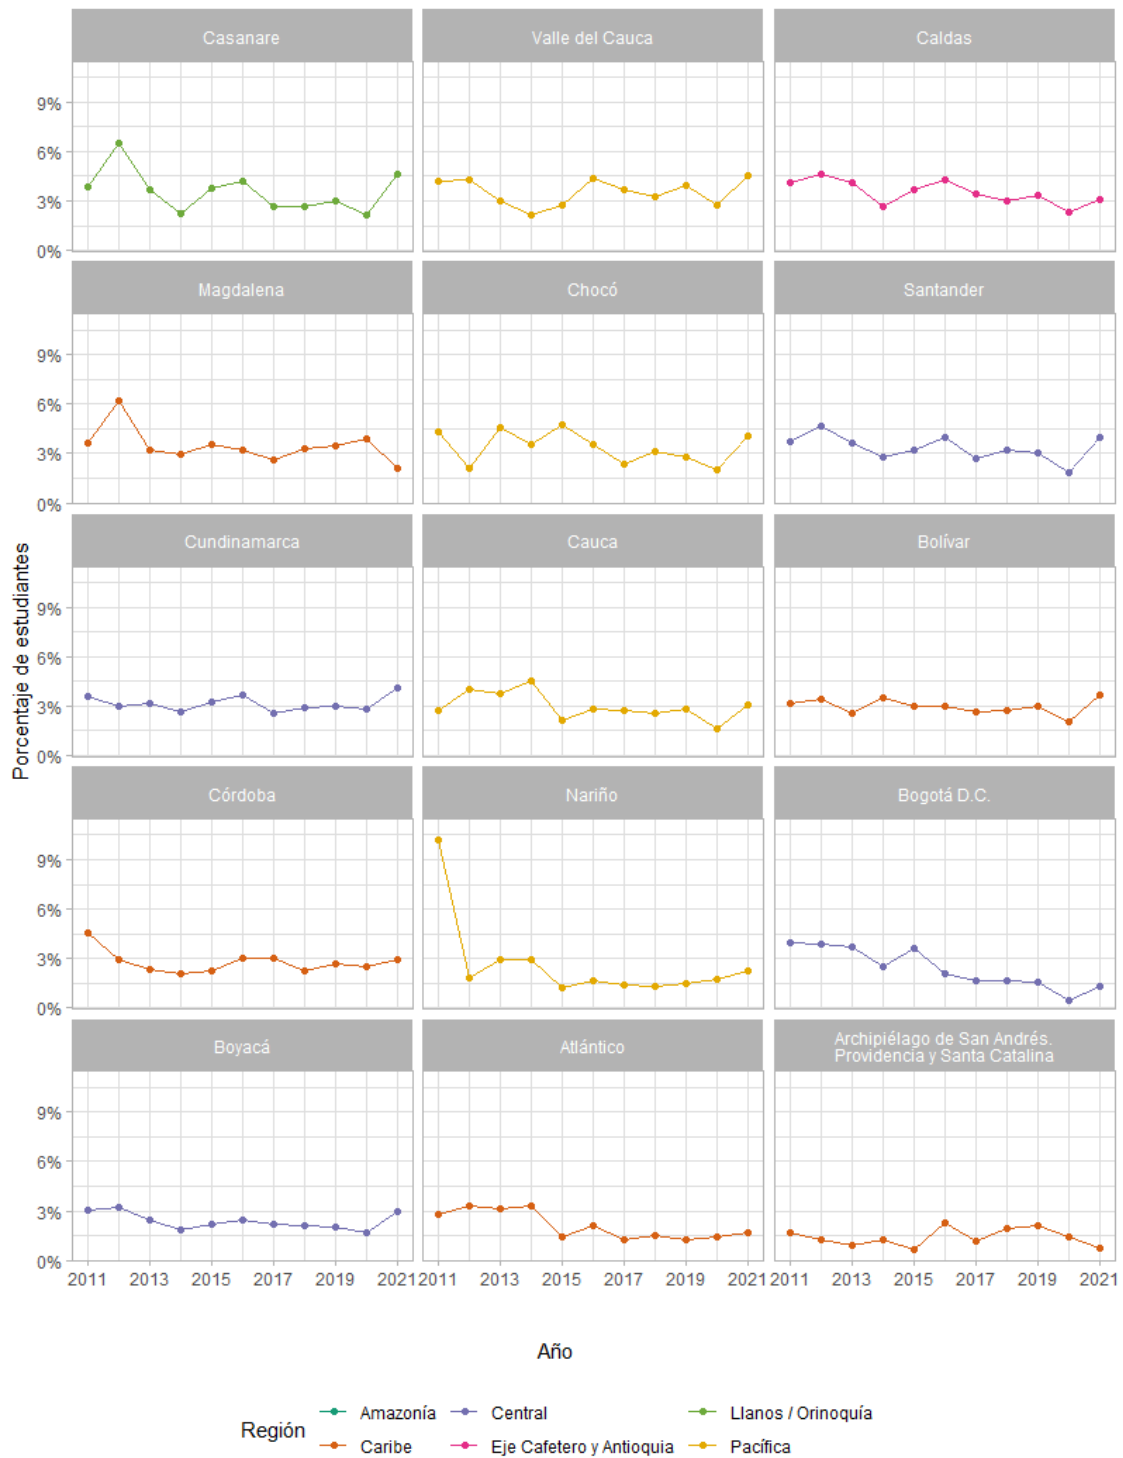 Casanare
Valle del Cauca
Caldas
9%
6%
3%
0%
Magdalena
Chocó
Santander
9%
6%
3%
0%
Cundinamarca
Cauca
Bolívar
9%
6%
3%
0%
Porcentaje de estudiantes
Córdoba
Nariño
Bogotá D.C.
9%
6%
3%
0%
Boyacá
Atlántico
Archipiélago de San Andrés.
Providencia y Santa Catalina
9%
6%
3%
0%
2011 2013 2015 2017 2019 2021
2011 2013 2015 2017 2019 2021
2011 2013 2015 2017 2019 2021
Año
Región
Amazonía
Central
Llanos / Orinoquía
Caribe
Eje Cafetero y Antioquia
Pacífica